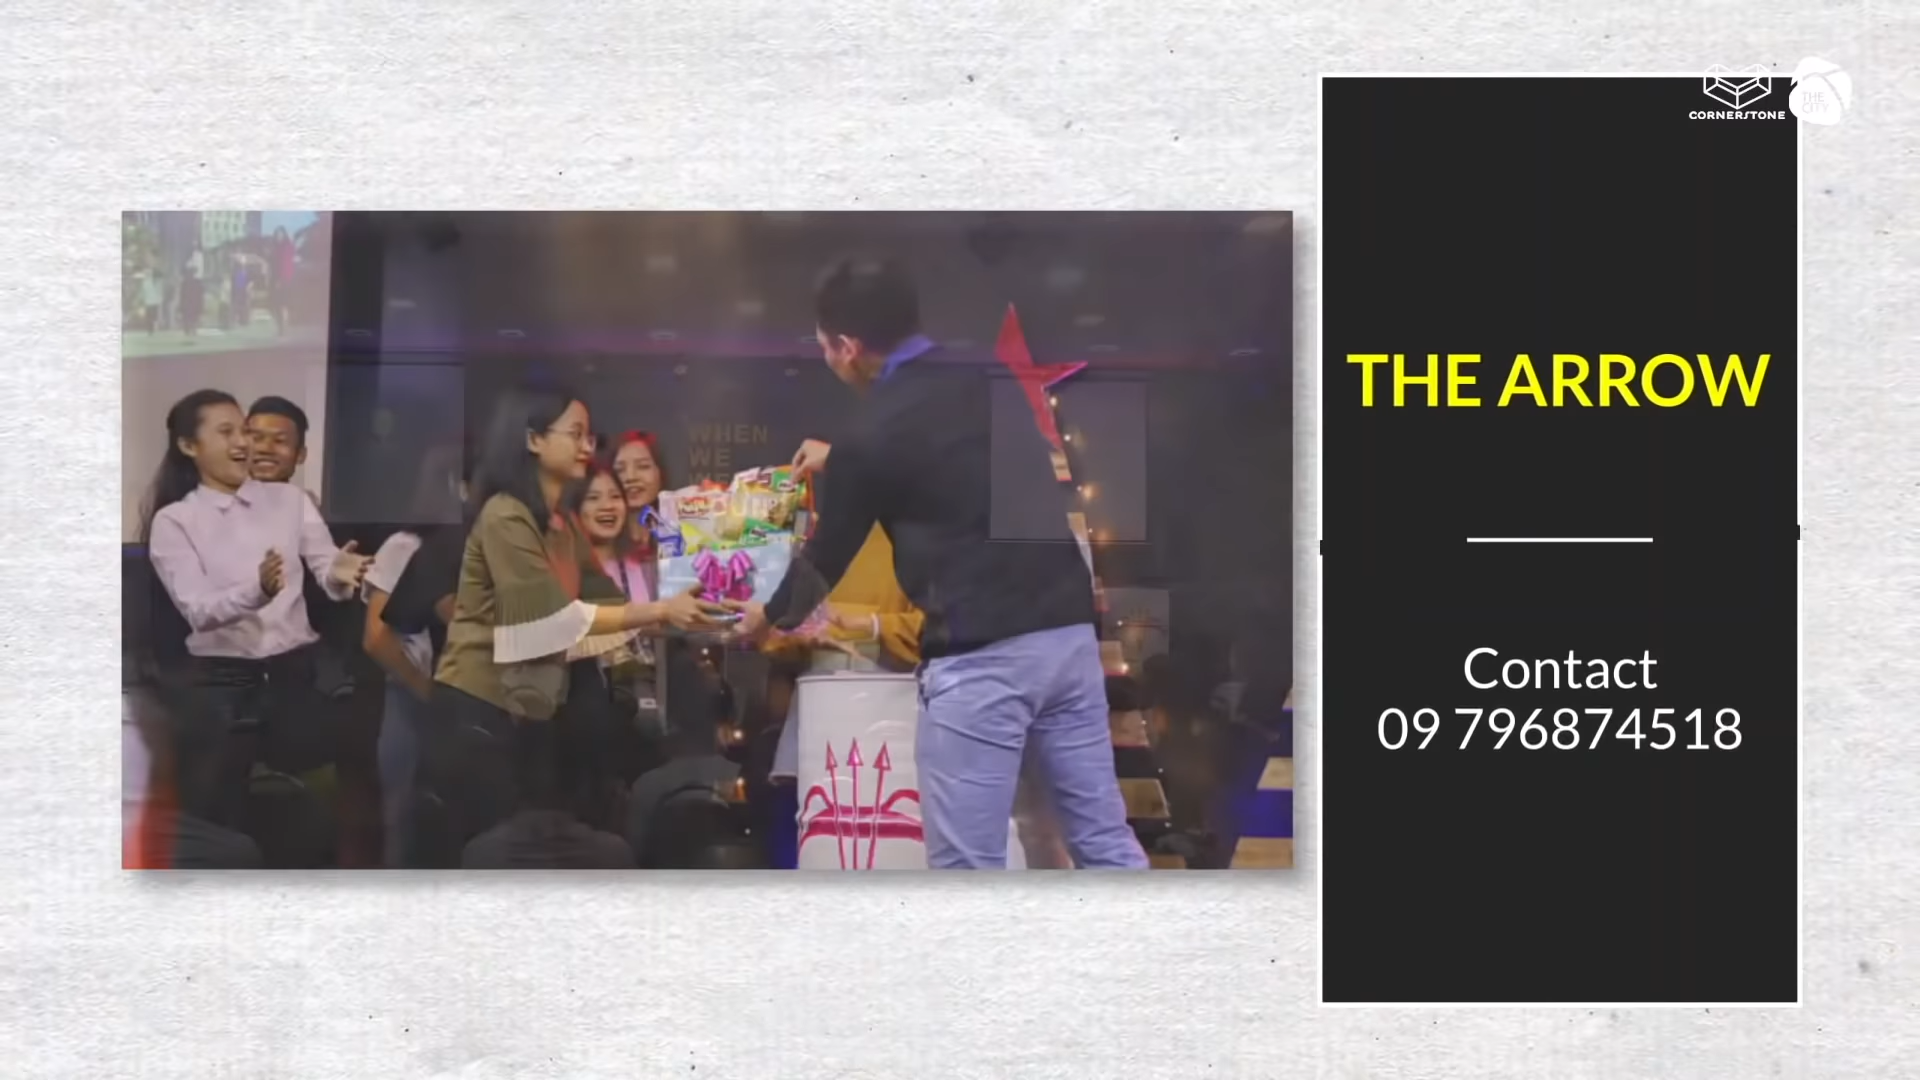 CORNERSTONE
THE
CITY
WHEN
WE
THE ARROW
Contact
09 796874518